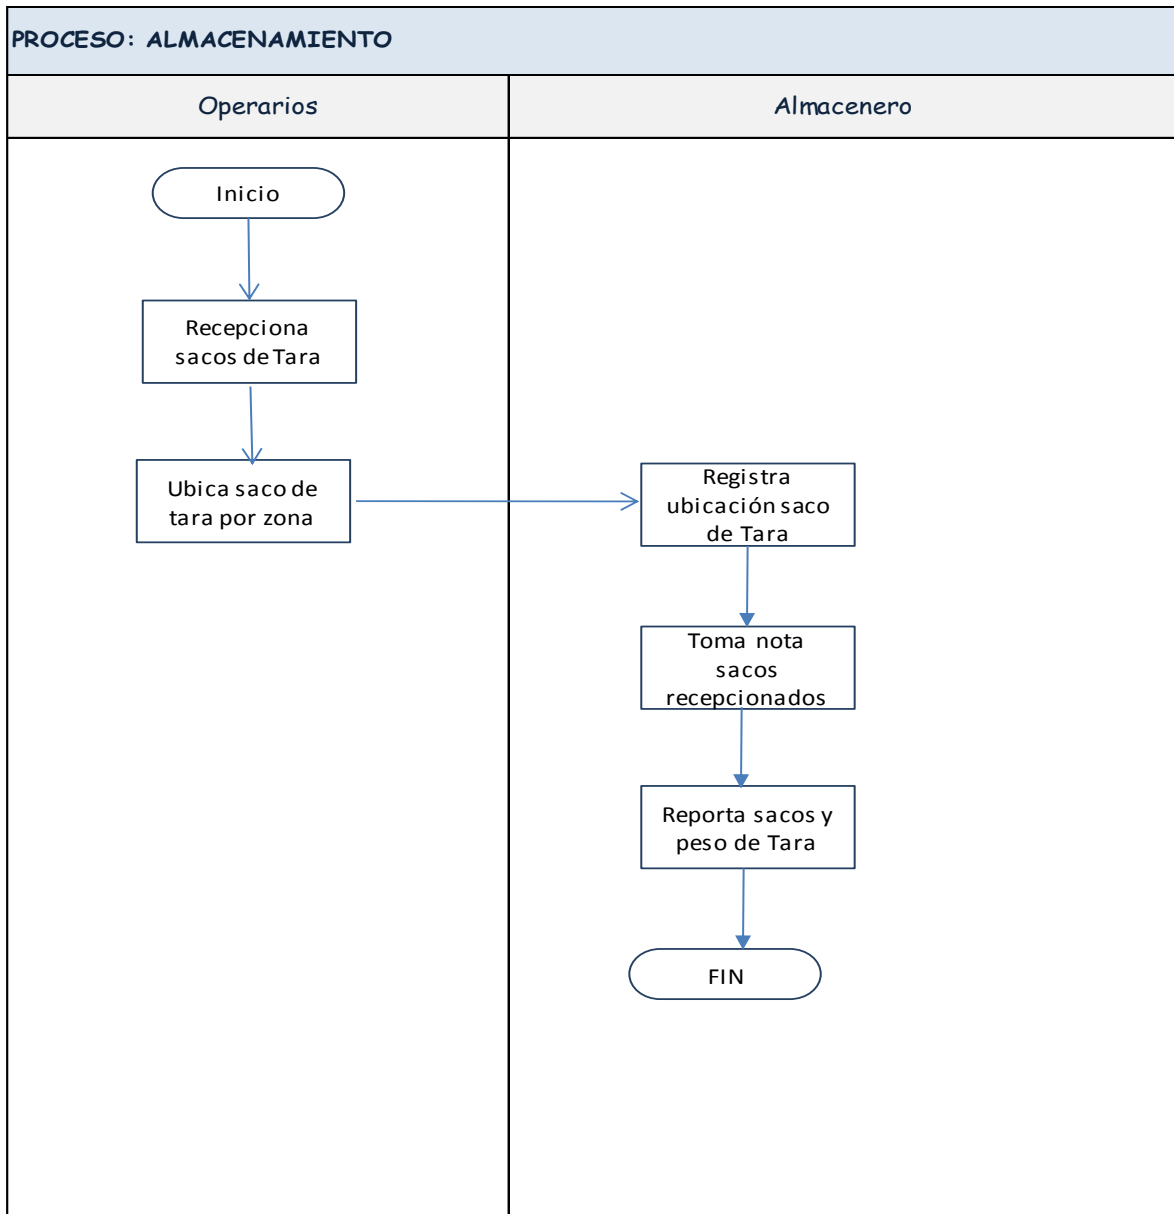 PROCESO: ALMACENAMIENTO
Operarios
Almacenero
Inicio
Recepciona
sacos de Tara
Ubica saco de
tara por zona
Registra
ubicación saco
de Tara
Toma nota
sacos
recepcionados
Reporta sacos y
peso de Tara
FIN